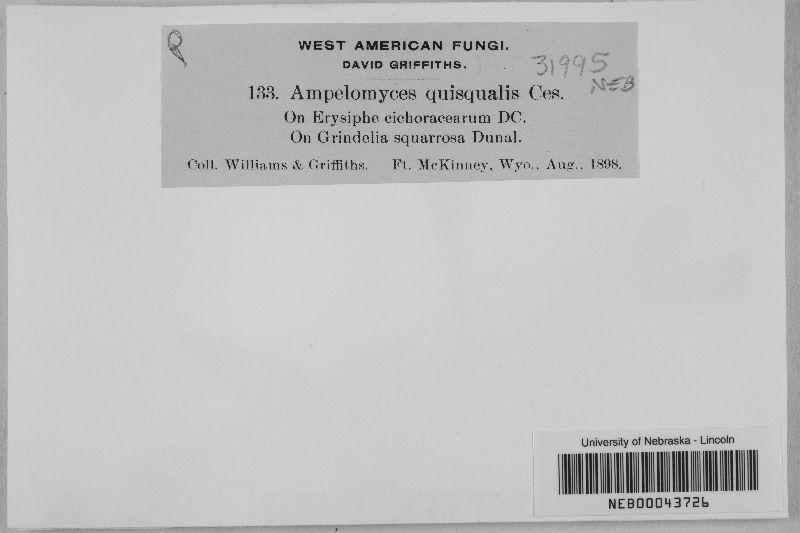 WEST AMERICAN FUNGI.
DAVID GRIFFITHS.
31995
NEB
133. Ampelomyces quisqualis Ces.
On Erysiphe cichoracearum DC.
On Grindelia squarrosa Dunal.
Coll. Williams & Griffiths. Ft. McKinney, Wyo., Aug., 1898.
University of Nebraska - Lincoln
NEB00043726